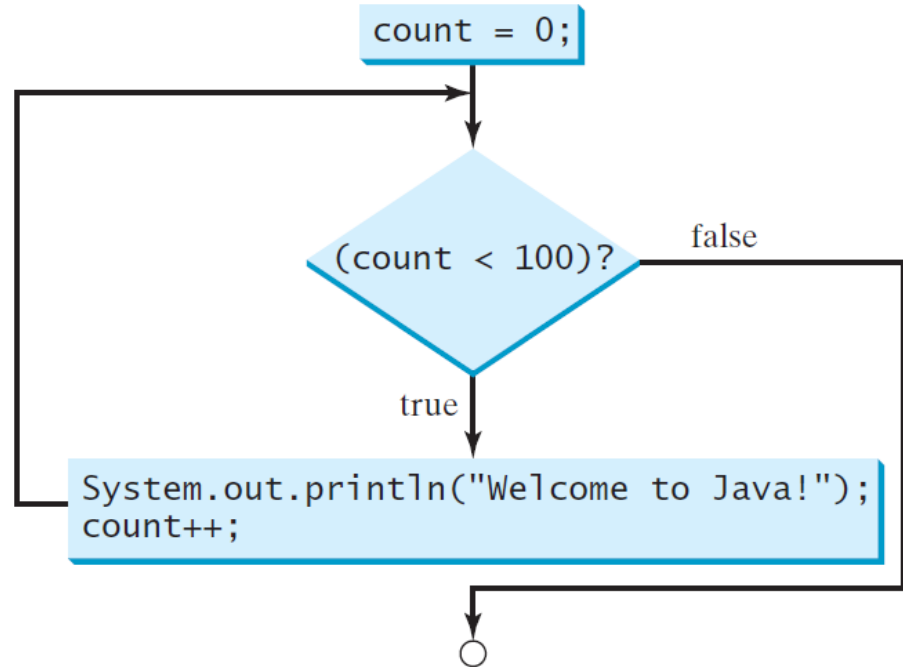 count = 0;
(count < 100)?
false
true
System.out.println("Welcome to Java!");
count++;